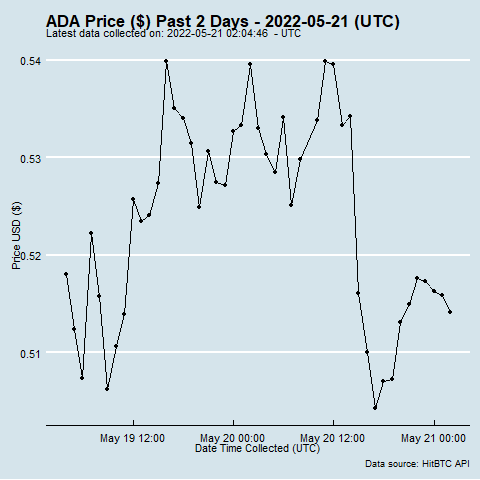 ADA Price ($) Past 2 Days - 2022-05-21 (UTC)
Latest data collected on: 2022-05-21 02:04:46 - UTC
0.54
0.53
0.52
0.51
Price USD ($)
May 19 12:00 May 20 00:00 May 20 12:00 May 21 00:00
Date Time Collected (UTC)
Data source: HitBTC API